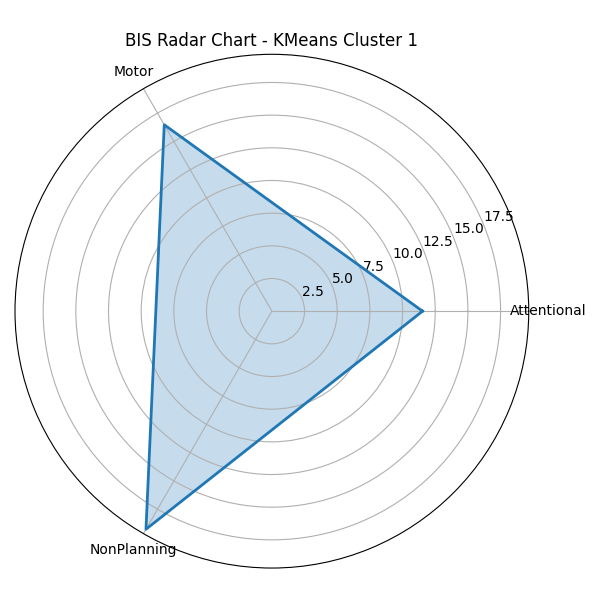 BIS Radar Chart - KMeans Cluster 1
Motor
17.5
15.0
12.5
10.0
7.5
5.0
2.5
Attentional
NonPlanning